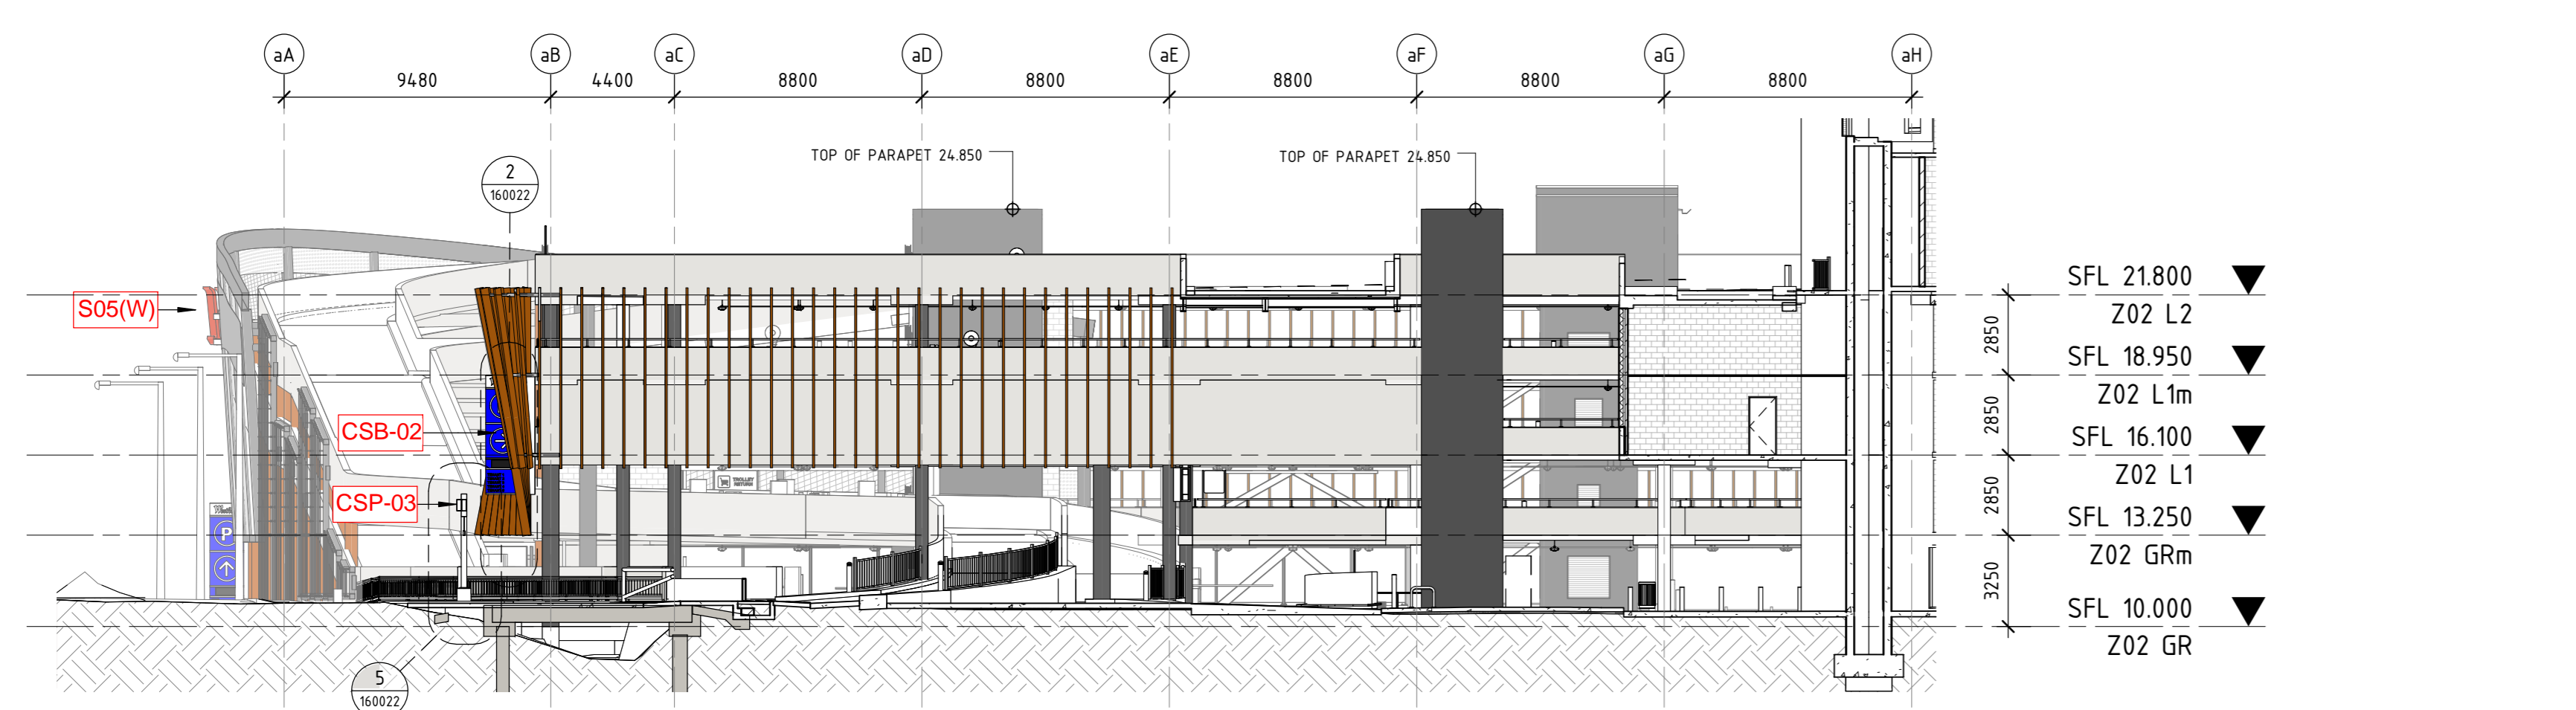 aA aB aC aD aE aF aG aH
9480 4400 8800 8800 8800 8800 8800
TOP OF PARAPET 24.850
TOP OF PARAPET 24.850
2
160022
S05(W)
CSB-02
CSP-03
TROLLEY
RETURN
P
5
160022
SFL 21.800
Z02 L2
2850
SFL 18.950
Z02 L1m
2850
SFL 16.100
Z02 L1
2850
SFL 13.250
Z02 GRm
3250
SFL 10.000
Z02 GR